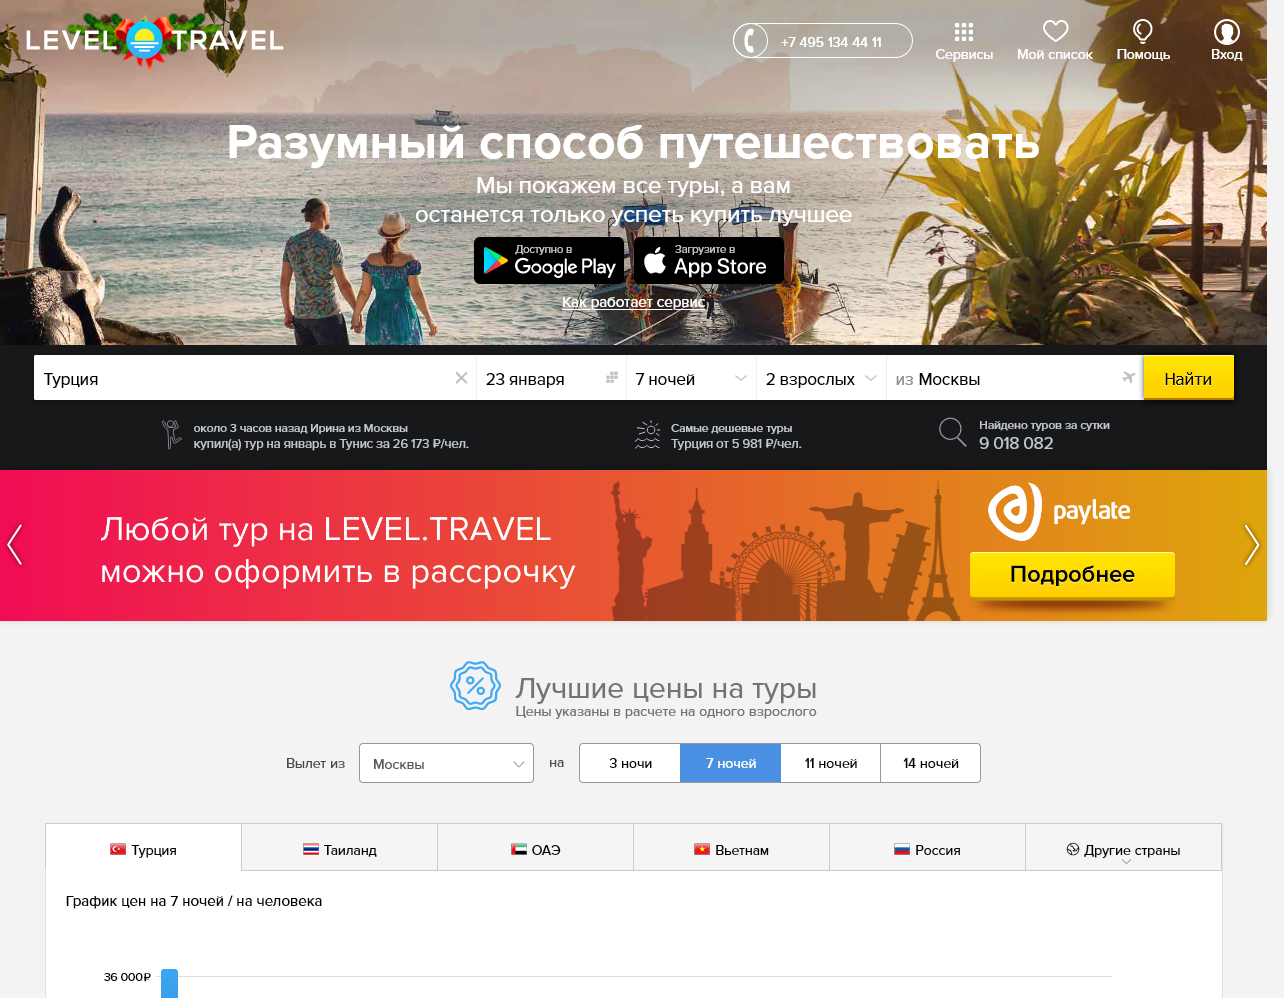 LEVEL TRAVEL
+7 495 134 44 11
Сервисы
Мой список
Помощь
Вход
Разумный способ путешествовать
Мы покажем все туры, а вам
останется только успеть купить лучшее
Доступно в
Google Play
Загрузите в
App Store
Как работает сервис
Турция
23 января
7 ночей
2 взрослых
из Москвы
Найти
около 3 часов назад Ирина из Москвы
купил(а) тур на январь в Тунис за 26 173 ₽/чел.
Самые дешевые туры
Турция от 5 981 ₽/чел.
Найдено туров за сутки
9 018 082
Любой тур на LEVEL.TRAVEL
можно оформить в рассрочку
paylate
Подробнее
Лучшие цены на туры
Цены указаны в расчете на одного взрослого
Вылет из
Москвы
на
3 ночи
7 ночей
11 ночей
14 ночей
Турция
Таиланд
ОАЭ
Вьетнам
Россия
Другие страны
График цен на 7 ночей / на человека
36 000₽